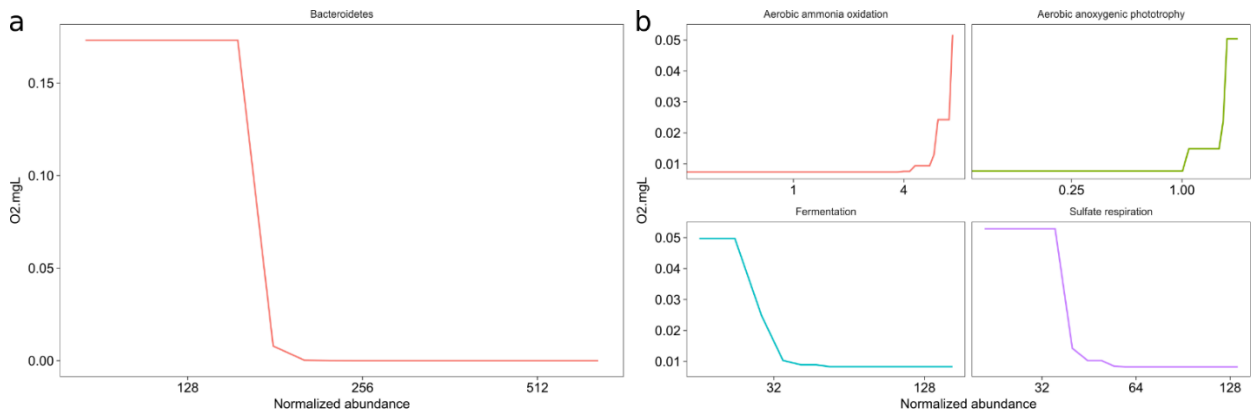 a
Bacteroidetes
O2.mgL
0.15
0.10
0.05
0.00
128 256 512
Normalized abundance
b
Aerobic ammonia oxidation
Aerobic anoxygenic phototrophy
O2.mgL
0.05
0.04
0.03
0.02
0.01
1 4
0.25 1.00
Fermentation
Sulfate respiration
0.05
0.04
0.03
0.02
0.01
32 128
32 64 128
Normalized abundance